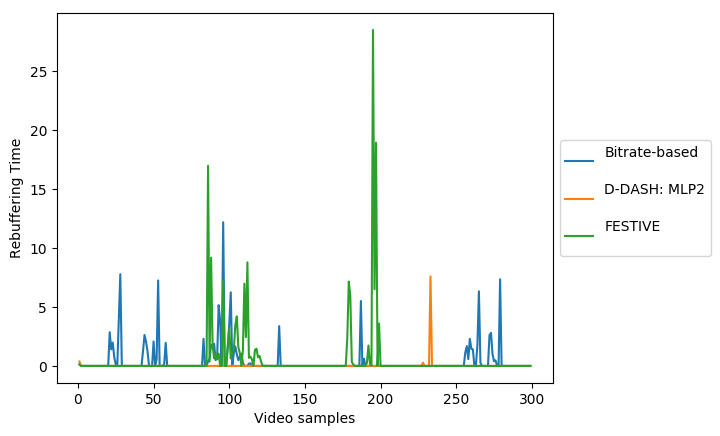 Rebuffering Time
25
20
15
10
5
0
0
50
100
150
200
250
300
Video samples
Bitrate-based
D-DASH: MLP2
FESTIVE